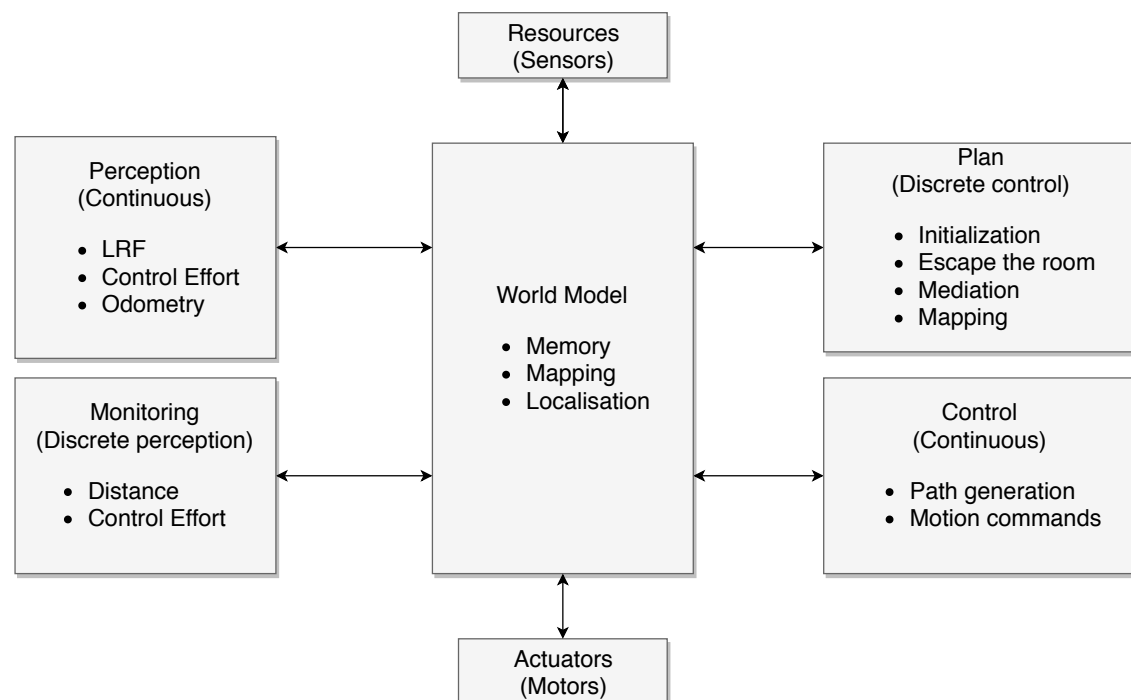 Resources
(Sensors)
Perception
(Continuous)
• LRF
• Control Effort
• Odometry
Monitoring
(Discrete perception)
• Distance
• Control Effort
World Model
• Memory
• Mapping
• Localisation
Plan
(Discrete control)
• Initialization
• Escape the room
• Mediation
• Mapping
Control
(Continuous)
• Path generation
• Motion commands
Actuators
(Motors)